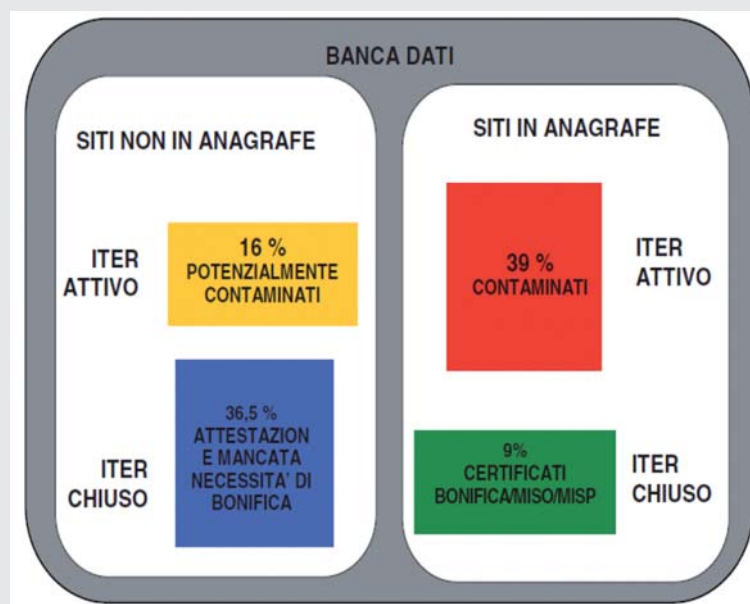 BANCA DATI
SITI NON IN ANAGRAFE
ITER
ATTIVO
16 %
POTENZIALMENTE
CONTAMINATI
ITER
CHIUSO
36,5 %
ATTESTAZION
E MANCATA
NECESSITA' DI
BONIFICA
SITI IN ANAGRAFE
39 %
CONTAMINATI
ITER
ATTIVO
9%
CERTIFICATI
BONIFICA/MISO/MISP
ITER
CHIUSO